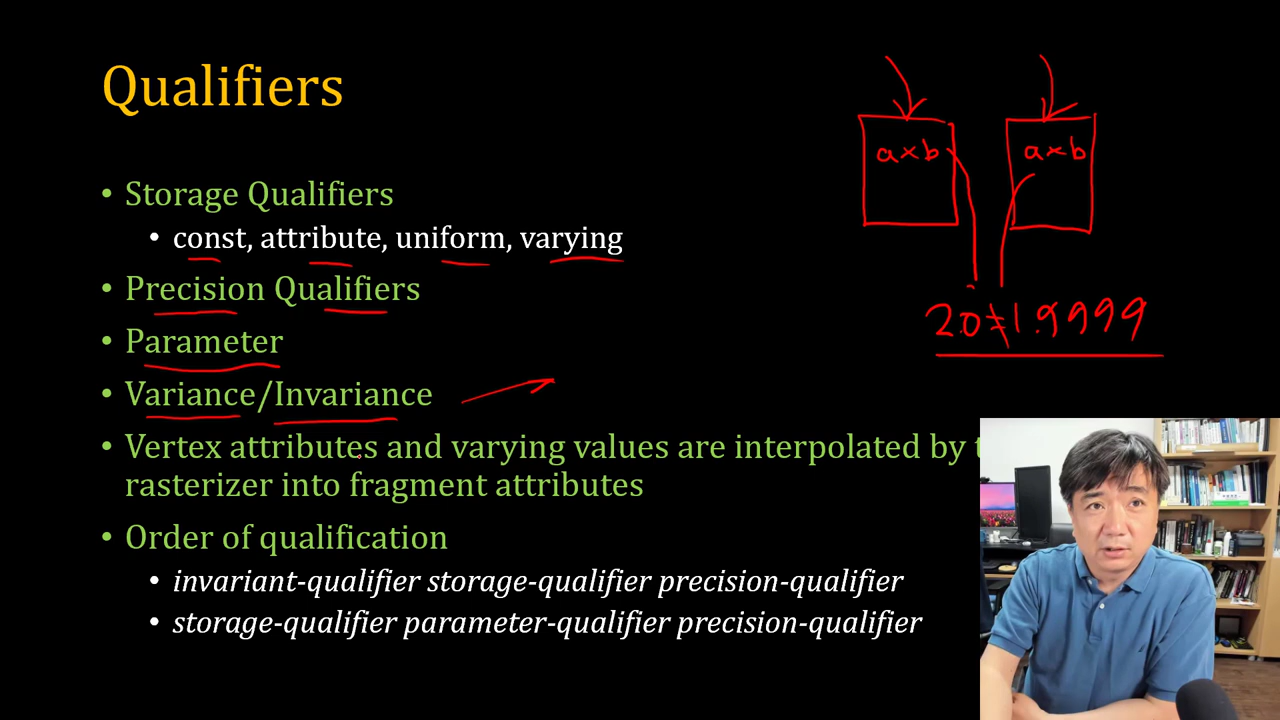 Qualifiers
• Storage Qualifiers
• const, attribute, uniform, varying
• Precision Qualifiers
• Parameter
• Variance/Invariance
• Vertex attributes and varying values are interpolated by
rasterizer into fragment attributes
• Order of qualification
• invariant-qualifier storage-qualifier precision-qualifier
• storage-qualifier parameter-qualifier precision-qualifier
a×b
a×b
2.0≠1.9999